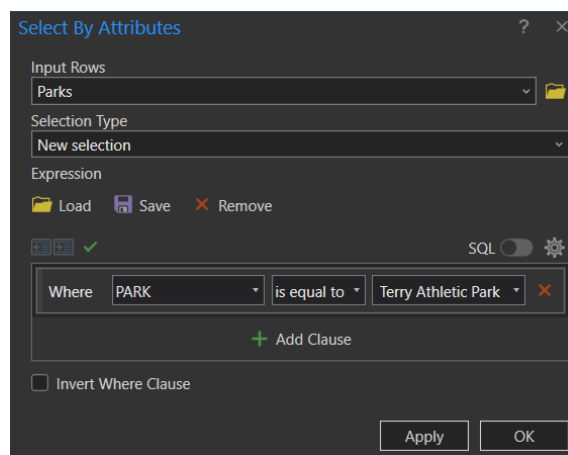 Select By Attributes ?
Input Rows
Parks
Selection Type
New selection
Expression
Load Save Remove
SQL
Where PARK is equal to Terry Athletic Park
+ Add Clause
Invert Where Clause
Apply OK